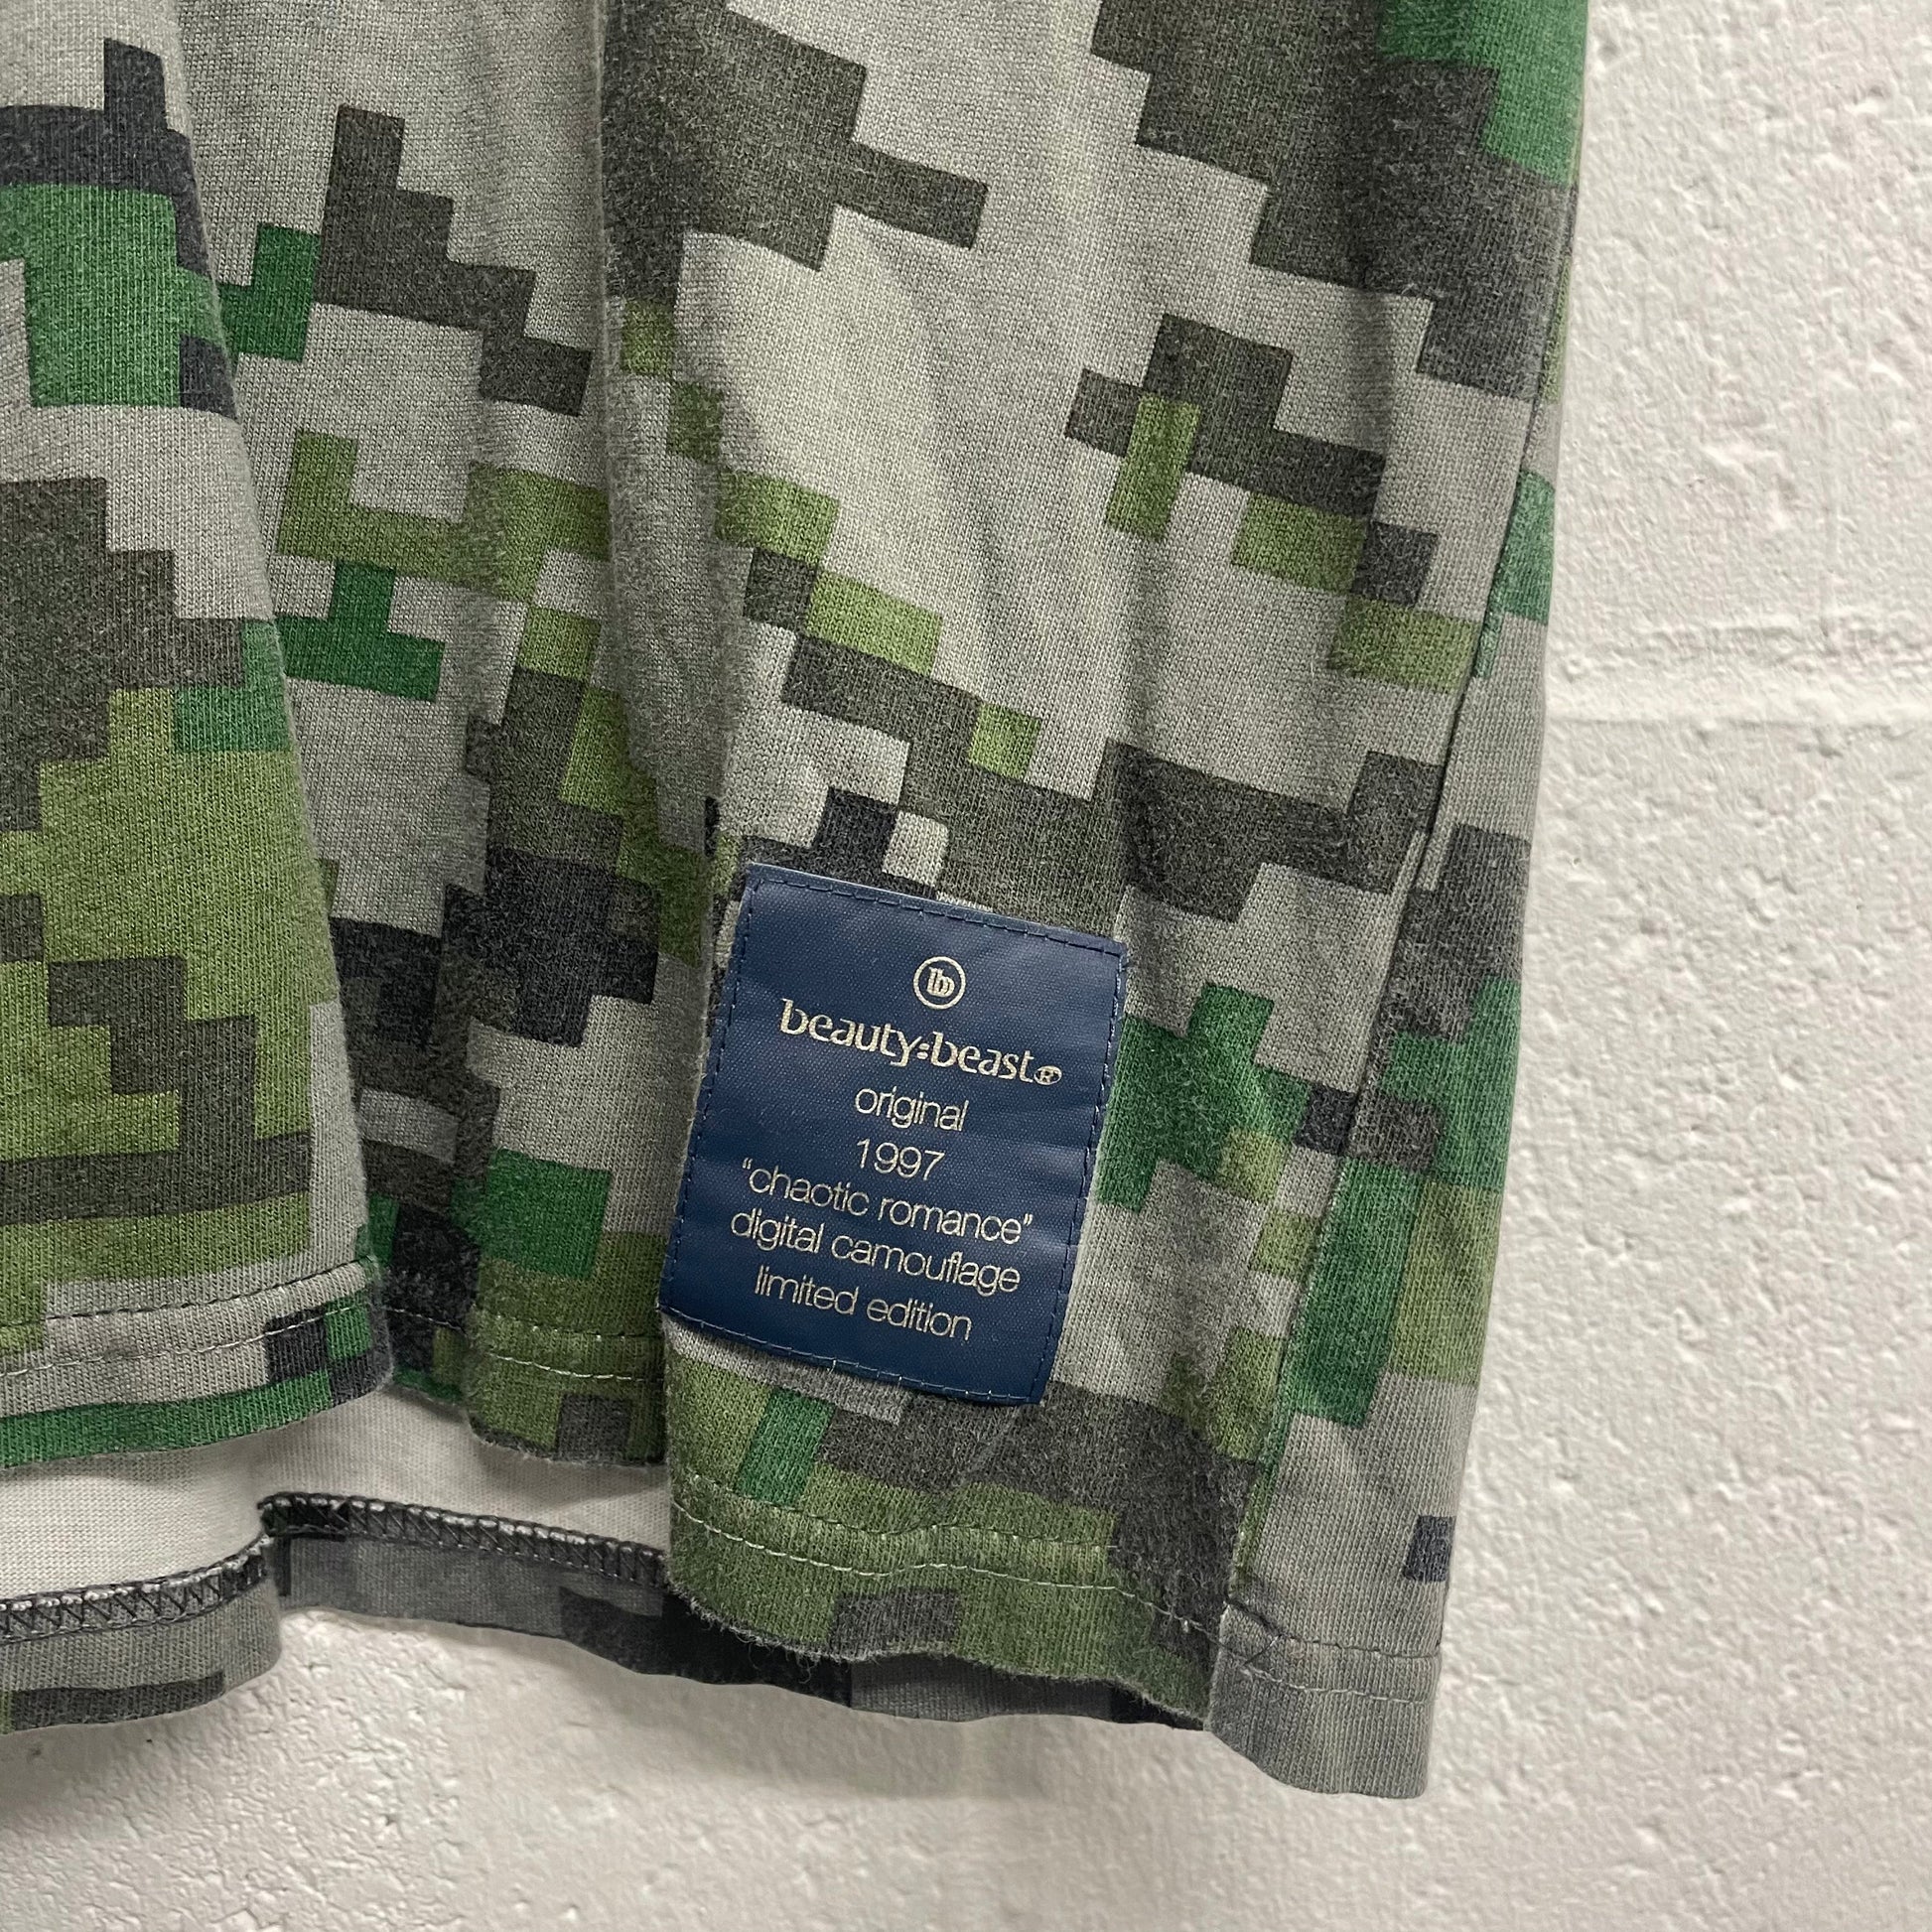 bb
beauty:beast®
original
1997
“chaotic romance”
digital camouflage
limited edition